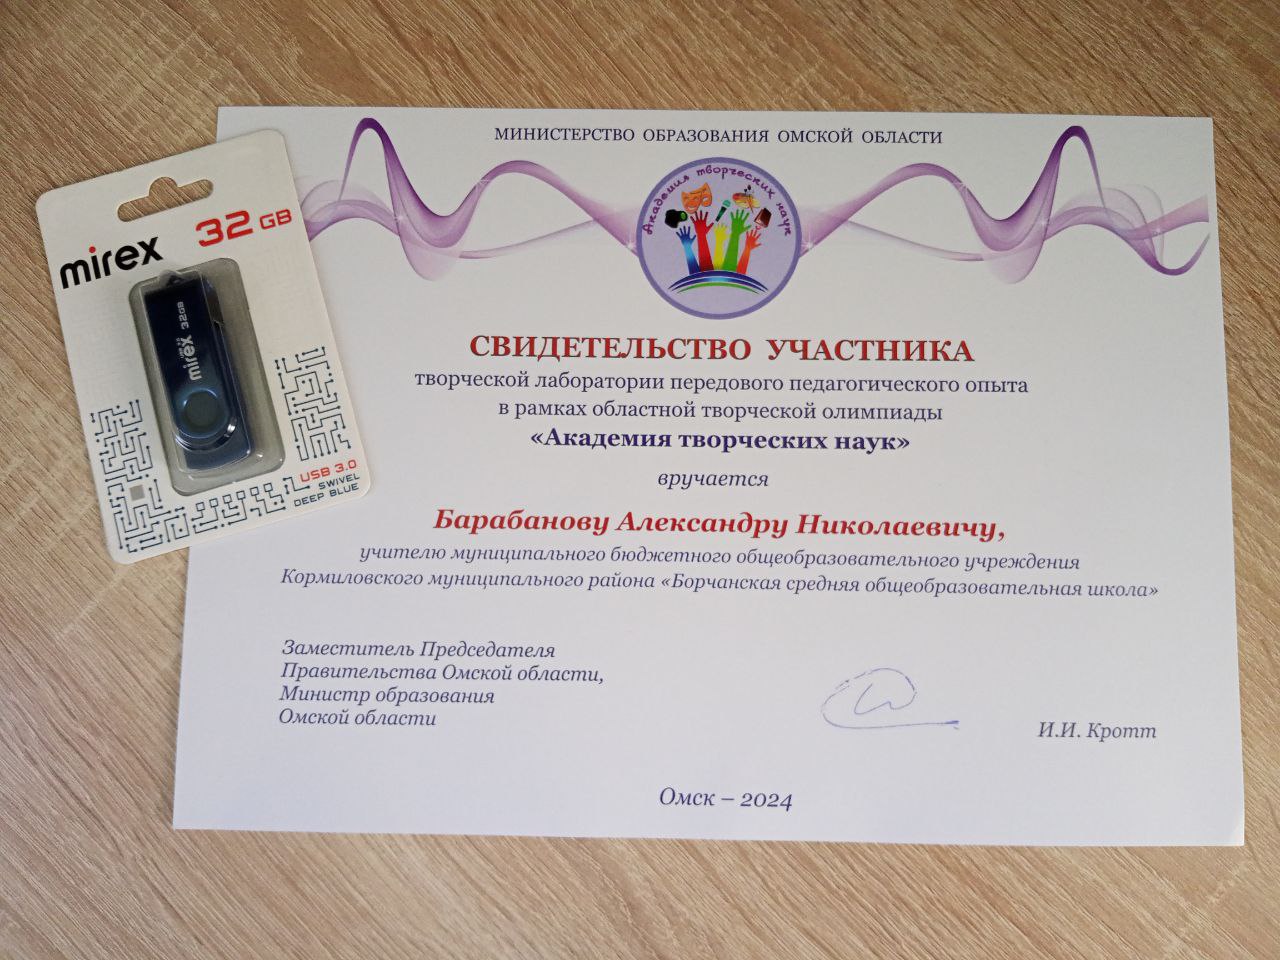 МИНИСТЕРСТВО ОБРАЗОВАНИЯ ОМСКОЙ ОБЛАСТИ
Академия творческих наук
СВИДЕТЕЛЬСТВО УЧАСТНИКА
творческой лаборатории передового педагогического опыта
в рамках областной творческой олимпиады
«Академия творческих наук»
вручается
Барабанову Александру Николаевичу,
учителю муниципального бюджетного общеобразовательного учреждения
Кормиловского муниципального района «Борчанская средняя общеобразовательная школа»
Заместитель Председателя
Правительства Омской области,
Министр образования
Омской области
И.И. Кротт
Омск – 2024
mirex
32 GB
mirex 32GB
USB 3.0
USB 3.0
SWIVEL
DEEP BLUE